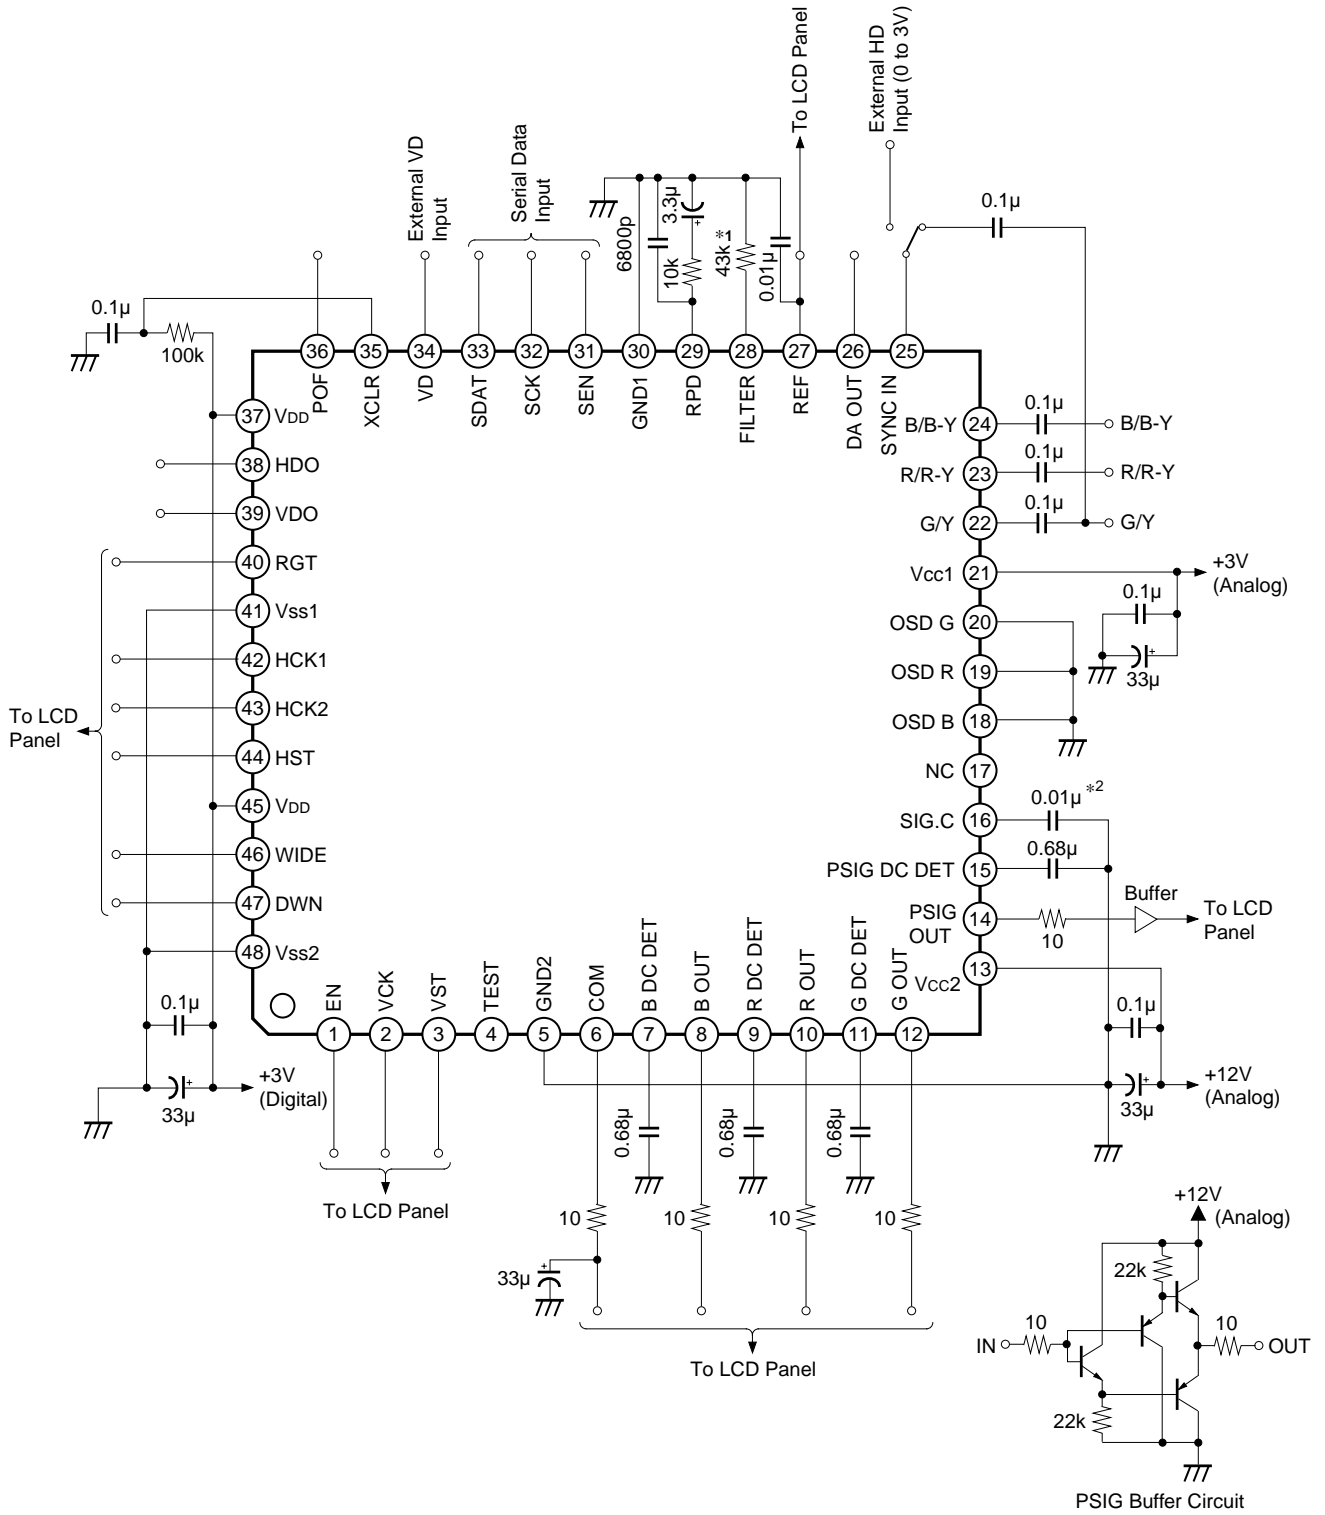 To LCD Panel
External HD
Input (0 to 3V)
External VD
Input
Serial Data
Input
0.1µ
100k
6800p
3.3µ
+
10k
43k *1
0.01µ
0.1µ
36
35
34
33
32
31
30
29
28
27
26
25
POF
XCLR
VD
SDAT
SCK
SEN
GND1
RPD
FILTER
REF
DA OUT
SYNC IN
37 VDD
38 HDO
39 VDO
40 RGT
41 Vss1
42 HCK1
43 HCK2
44 HST
45 VDD
46 WIDE
47 DWN
48 Vss2
To LCD
Panel
0.1µ
+
33µ
+3V
(Digital)
B/B-Y 24 0.1µ B/B-Y
R/R-Y 23 0.1µ R/R-Y
G/Y 22 0.1µ G/Y
Vcc1 21
+3V
(Analog)
0.1µ
+
33µ
OSD G 20
OSD R 19
OSD B 18
NC 17
SIG.C 16 0.01µ *2
PSIG DC DET 15 0.68µ
PSIG
OUT
14
10
Buffer
To LCD
Panel
VCC2 13
0.1µ
+
33µ
+12V
(Analog)
EN
VCK
VST
TEST
GND2
COM
B DC DET
B OUT
R DC DET
R OUT
G DC DET
G OUT
1
2
3
4
5
6
7
8
9
10
11
12
To LCD Panel
0.68µ
0.68µ
0.68µ
10
10
10
10
+
33µ
To LCD Panel
+12V
(Analog)
22k
IN
10
10
OUT
22k
PSIG Buffer Circuit